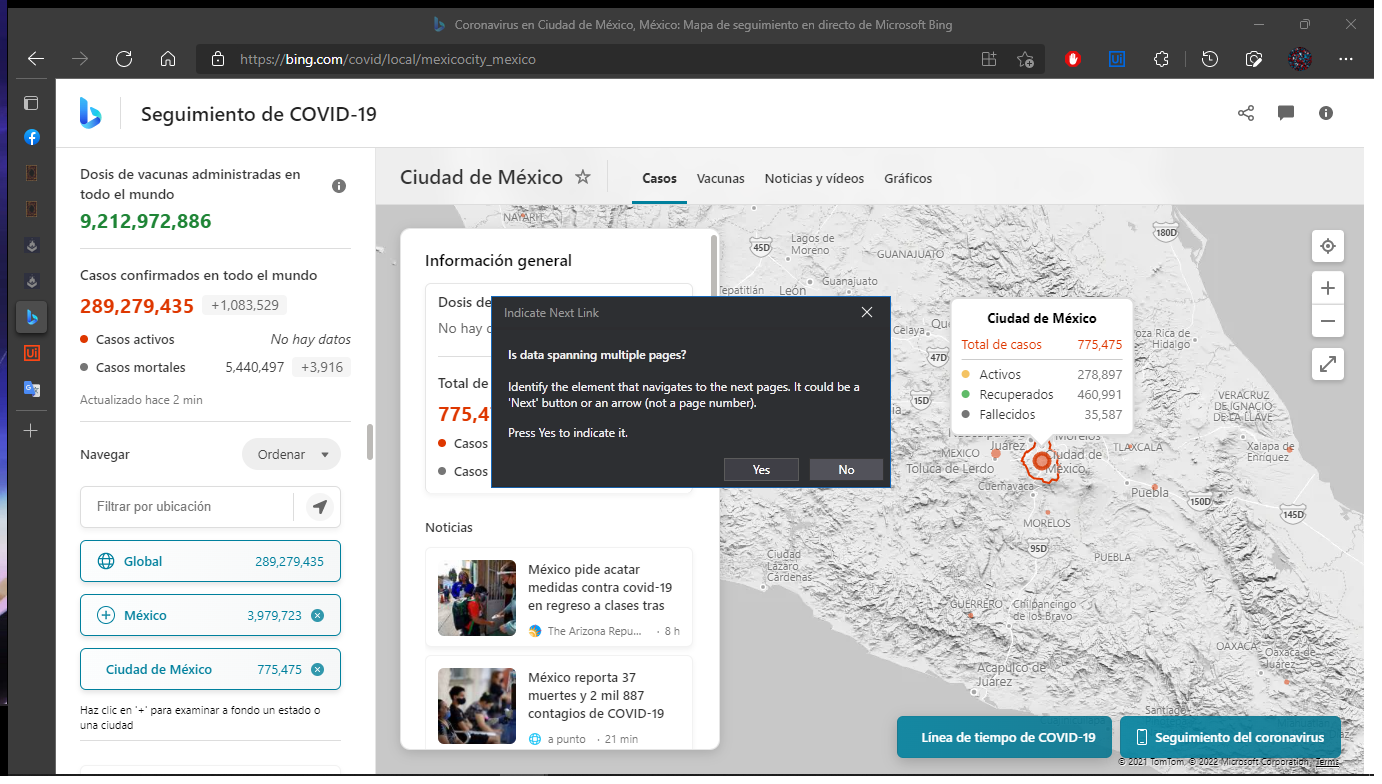 Coronavirus en Ciudad de México, México: Mapa de seguimiento en directo de Microsoft Bing
https://bing.com/covid/local/mexicocity_mexico
Seguimiento de COVID-19
Dosis de vacunas administradas en
todo el mundo
9,212,972,886
Casos confirmados en todo el mundo
289,279,435 +1,083,529
Casos activos No hay datos
Casos mortales 5,440,497 +3,916
Actualizado hace 2 min
Navegar Ordenar
Filtrar por ubicación
Global 289,279,435
México 3,979,723
Ciudad de México 775,475
Haz clic en '+' para examinar a fondo un estado o
una ciudad
Ciudad de México Casos Vacunas Noticias y vídeos Gráficos
Información general
Dosis de
No hay
Total de
775,4
Casos
Casos
Noticias
México pide acatar
medidas contra covid-19
en regreso a clases tras
The Arizona Repu... · 8 h
México reporta 37
muertes y 2 mil 887
contagios de COVID-19
a punto · 21 min
Indicate Next Link
Is data spanning multiple pages?
Identify the element that navigates to the next pages. It could be a
'Next' button or an arrow (not a page number).
Press Yes to indicate it.
Yes No
Ciudad de México
Total de casos 775,475
Activos 278,897
Recuperados 460,991
Fallecidos 35,587
NAYARIT
180D
45D
Lagos de
Moreno
GUANAJUATO
Tepatitlán
León
Guanajuato
Celaya
47D
15D
oza Rica de
Hidalgo
VERACRUZ
DE IGNACIO
DE LA LLAVE
Xalapa de
Enríquez
Morelos
Juárez
TLAXCALA
MÉXICO
Toluca de Lerdo
Ciudad de
México
Cuernavaca
Puebla
150D
145D
MORELOS
95D
PUEBLA
Ciudad
Lázaro
Cárdenas
GUERRERO
Chilpancingo
de los Bravo
OAXACA
Oaxaca de
Juárez
Acapulco de
Juárez
Santiago
Línea de tiempo de COVID-19
Seguimiento del coronavirus
© 2021 TomTom, © 2022 Microsoft Corporation, Terms